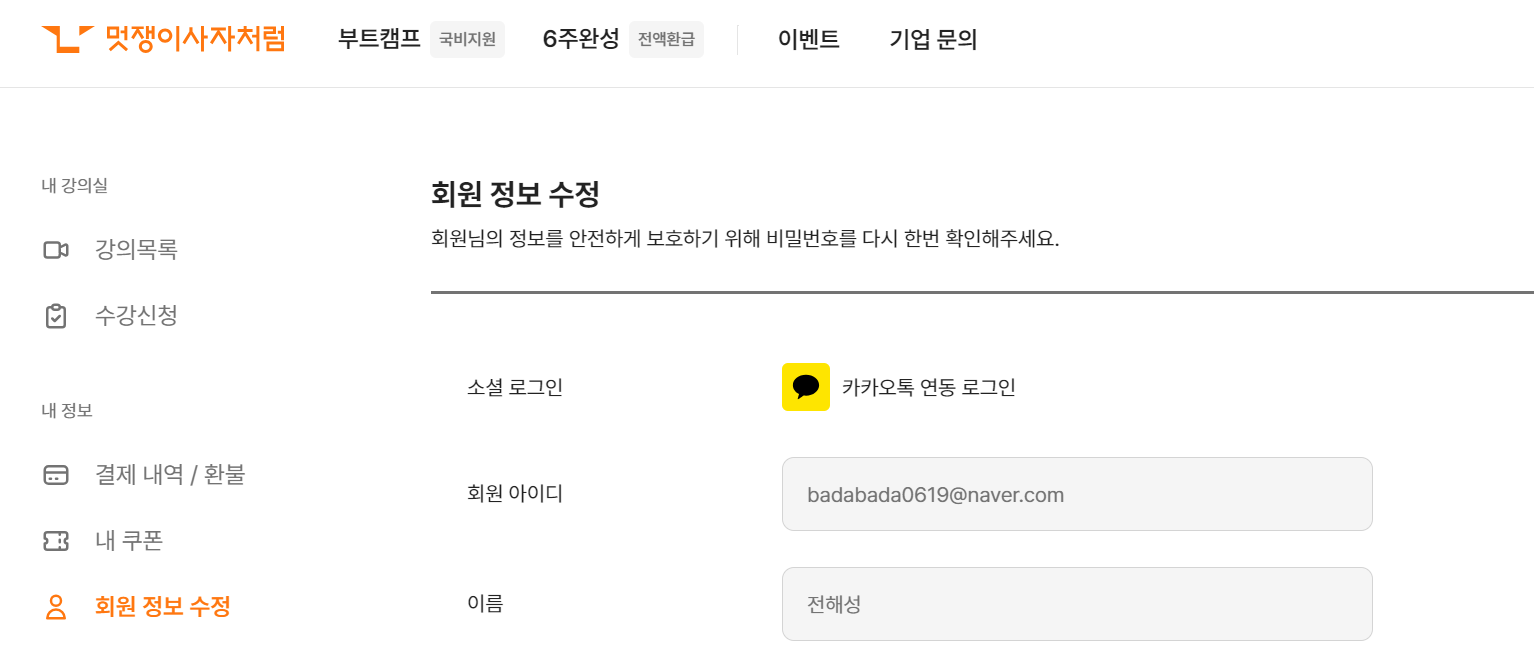 멋쟁이사자처럼 부트캠프 국비지원 6주완성 전액환급 이벤트 기업 문의
내 강의실
강의목록
수강신청
내 정보
결제 내역 / 환불
내 쿠폰
회원 정보 수정
회원 정보 수정
회원님의 정보를 안전하게 보호하기 위해 비밀번호를 다시 한번 확인해주세요.
소셜 로그인 카카오톡 연동 로그인
회원 아이디 badabada0619@naver.com
이름 전해성